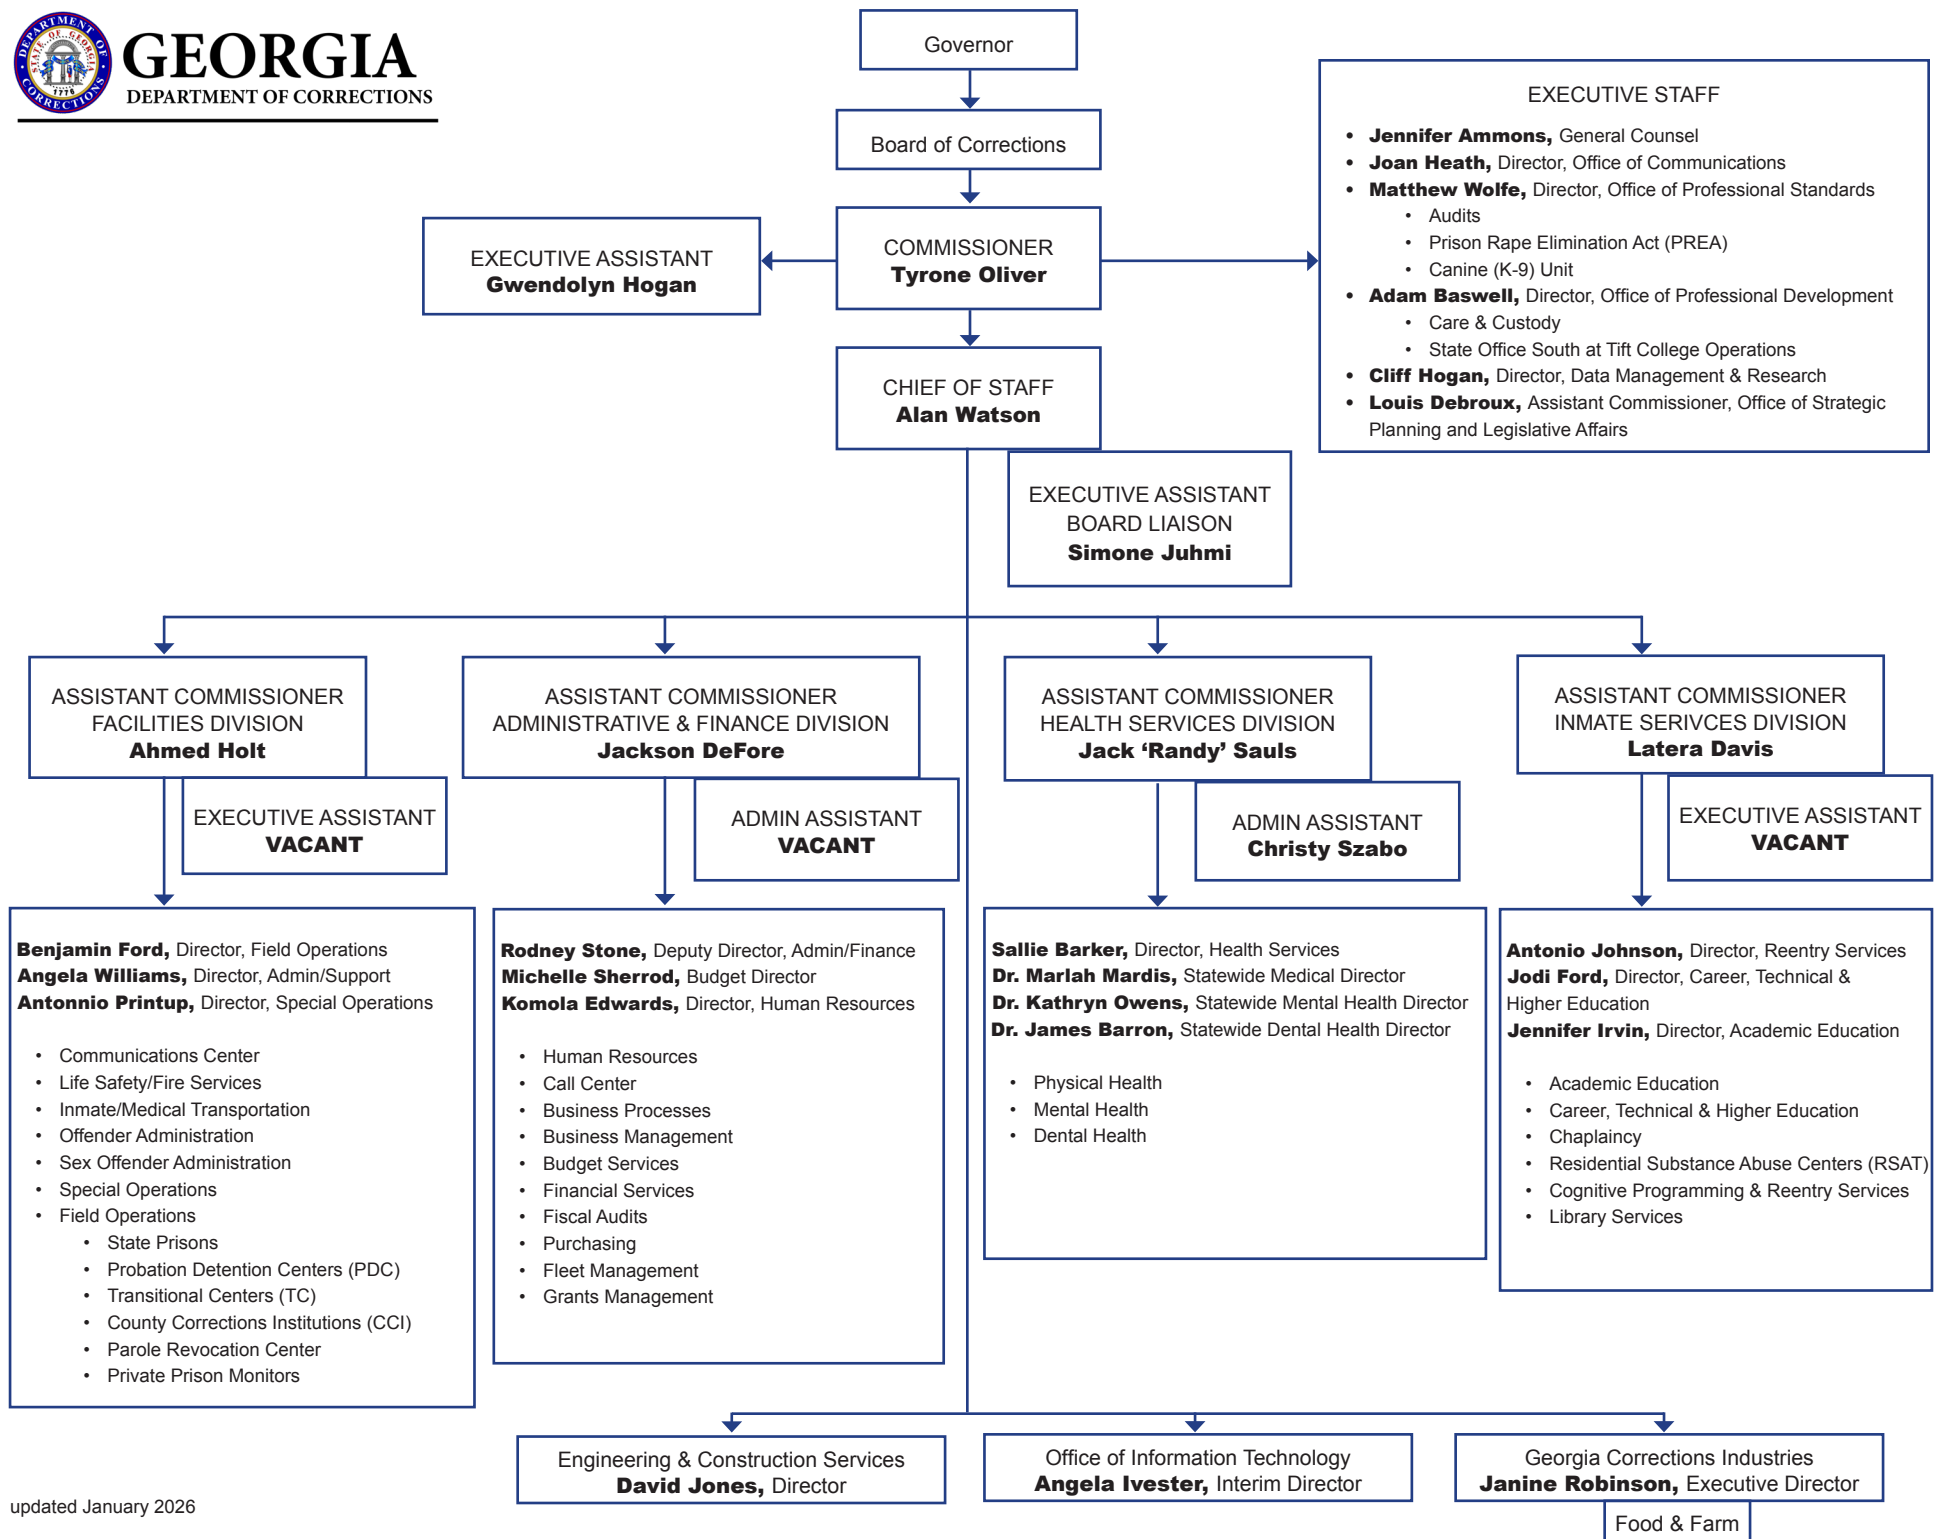 DEPARTMENT OF CORRECTIONS
STATE OF GEORGIA
1776
GEORGIA
DEPARTMENT OF CORRECTIONS
Governor
Board of Corrections
COMMISSIONER
Tyrone Oliver
EXECUTIVE ASSISTANT
Gwendolyn Hogan
EXECUTIVE STAFF
• Jennifer Ammons, General Counsel
• Joan Heath, Director, Office of Communications
• Matthew Wolfe, Director, Office of Professional Standards
• Audits
• Prison Rape Elimination Act (PREA)
• Canine (K-9) Unit
• Adam Baswell, Director, Office of Professional Development
• Care & Custody
• State Office South at Tift College Operations
• Cliff Hogan, Director, Data Management & Research
• Louis Debroux, Assistant Commissioner, Office of Strategic
Planning and Legislative Affairs
CHIEF OF STAFF
Alan Watson
EXECUTIVE ASSISTANT
BOARD LIAISON
Simone Juhmi
ASSISTANT COMMISSIONER
FACILITIES DIVISION
Ahmed Holt
EXECUTIVE ASSISTANT
VACANT
Benjamin Ford, Director, Field Operations
Angela Williams, Director, Admin/Support
Antonnio Printup, Director, Special Operations
• Communications Center
• Life Safety/Fire Services
• Inmate/Medical Transportation
• Offender Administration
• Sex Offender Administration
• Special Operations
• Field Operations
• State Prisons
• Probation Detention Centers (PDC)
• Transitional Centers (TC)
• County Corrections Institutions (CCI)
• Parole Revocation Center
• Private Prison Monitors
ASSISTANT COMMISSIONER
ADMINISTRATIVE & FINANCE DIVISION
Jackson DeFore
ADMIN ASSISTANT
VACANT
Rodney Stone, Deputy Director, Admin/Finance
Michelle Sherrod, Budget Director
Komola Edwards, Director, Human Resources
• Human Resources
• Call Center
• Business Processes
• Business Management
• Budget Services
• Financial Services
• Fiscal Audits
• Purchasing
• Fleet Management
• Grants Management
ASSISTANT COMMISSIONER
HEALTH SERVICES DIVISION
Jack ‘Randy’ Sauls
ADMIN ASSISTANT
Christy Szabo
Sallie Barker, Director, Health Services
Dr. Marlah Mardis, Statewide Medical Director
Dr. Kathryn Owens, Statewide Mental Health Director
Dr. James Barron, Statewide Dental Health Director
• Physical Health
• Mental Health
• Dental Health
ASSISTANT COMMISSIONER
INMATE SERIVCES DIVISION
Latera Davis
EXECUTIVE ASSISTANT
VACANT
Antonio Johnson, Director, Reentry Services
Jodi Ford, Director, Career, Technical &
Higher Education
Jennifer Irvin, Director, Academic Education
• Academic Education
• Career, Technical & Higher Education
• Chaplaincy
• Residential Substance Abuse Centers (RSAT)
• Cognitive Programming & Reentry Services
• Library Services
Engineering & Construction Services
David Jones, Director
Office of Information Technology
Angela Ivester, Interim Director
Georgia Corrections Industries
Janine Robinson, Executive Director
Food & Farm
updated January 2026